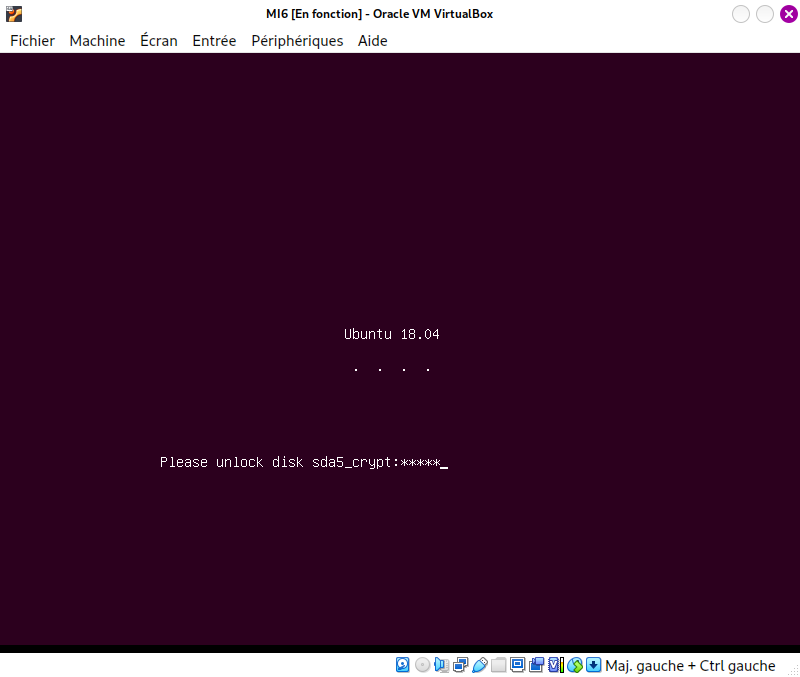 MI6 [En fonction] - Oracle VM VirtualBox
Fichier Machine Écran Entrée Périphériques Aide
Ubuntu 18.04
. . . .
Please unlock disk sda5_crypt:*****_
Maj. gauche + Ctrl gauche